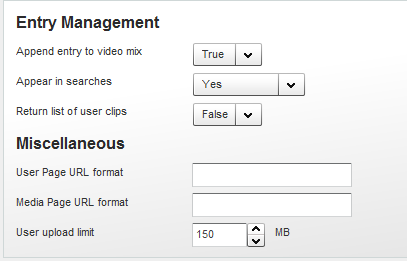 Entry Management
Append entry to video mix True
Appear in searches Yes
Return list of user clips False
Miscellaneous
User Page URL format
Media Page URL format
User upload limit 150 MB